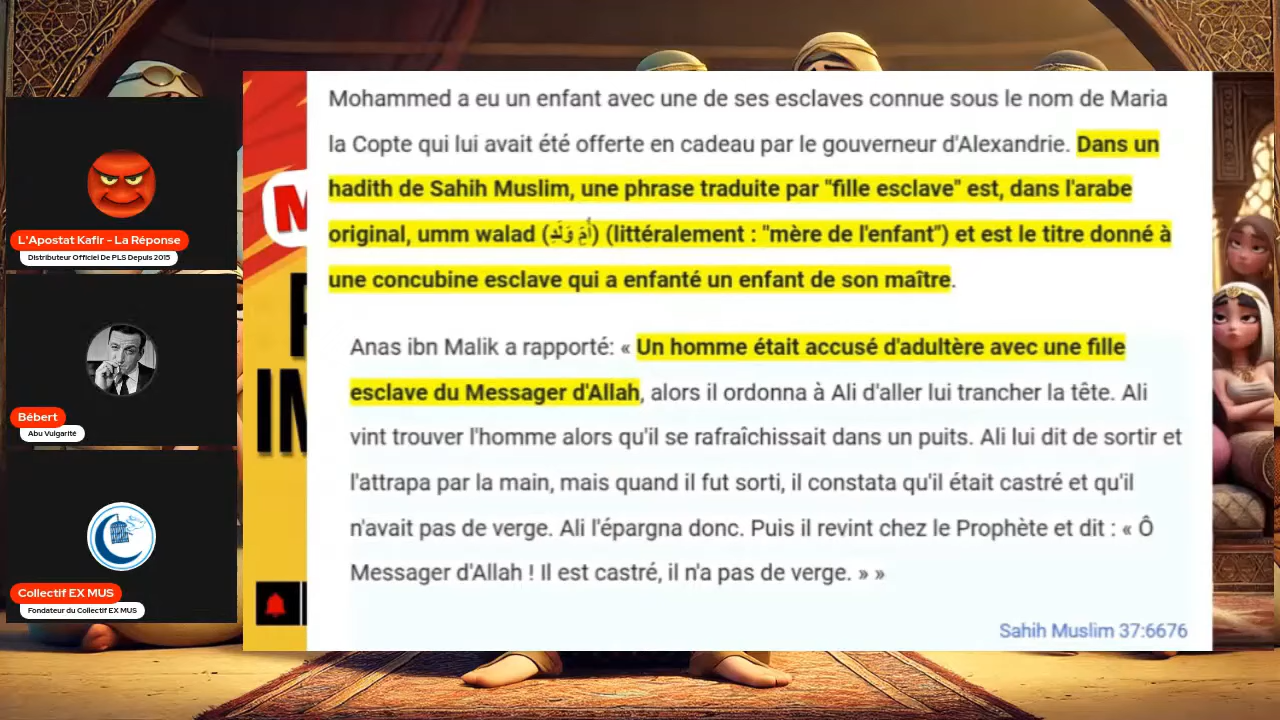 L'Apostat Kafir - La Réponse
Distributeur Officiel De PLS Depuis 2015
Bébert
Abu Vulgarité
Collectif EX MUS
Fondateur du Collectif EX MUS
M
IM
Mohammed a eu un enfant avec une de ses esclaves connue sous le nom de Maria
la Copte qui lui avait été offerte en cadeau par le gouverneur d'Alexandrie. Dans un
hadith de Sahih Muslim, une phrase traduite par "fille esclave" est, dans l'arabe
original, umm walad (أُمّ وَلَدِ) (littéralement : "mère de l'enfant") et est le titre donné à
une concubine esclave qui a enfanté un enfant de son maître.
Anas ibn Malik a rapporté: « Un homme était accusé d'adultère avec une fille
esclave du Messager d'Allah, alors il ordonna à Ali d'aller lui trancher la tête. Ali
vint trouver l'homme alors qu'il se rafraîchissait dans un puits. Ali lui dit de sortir et
l'attrapa par la main, mais quand il fut sorti, il constata qu'il était castré et qu'il
n'avait pas de verge. Ali l'épargna donc. Puis il revint chez le Prophète et dit : « Ô
Messager d'Allah ! Il est castré, il n'a pas de verge. » »
Sahih Muslim 37:6676